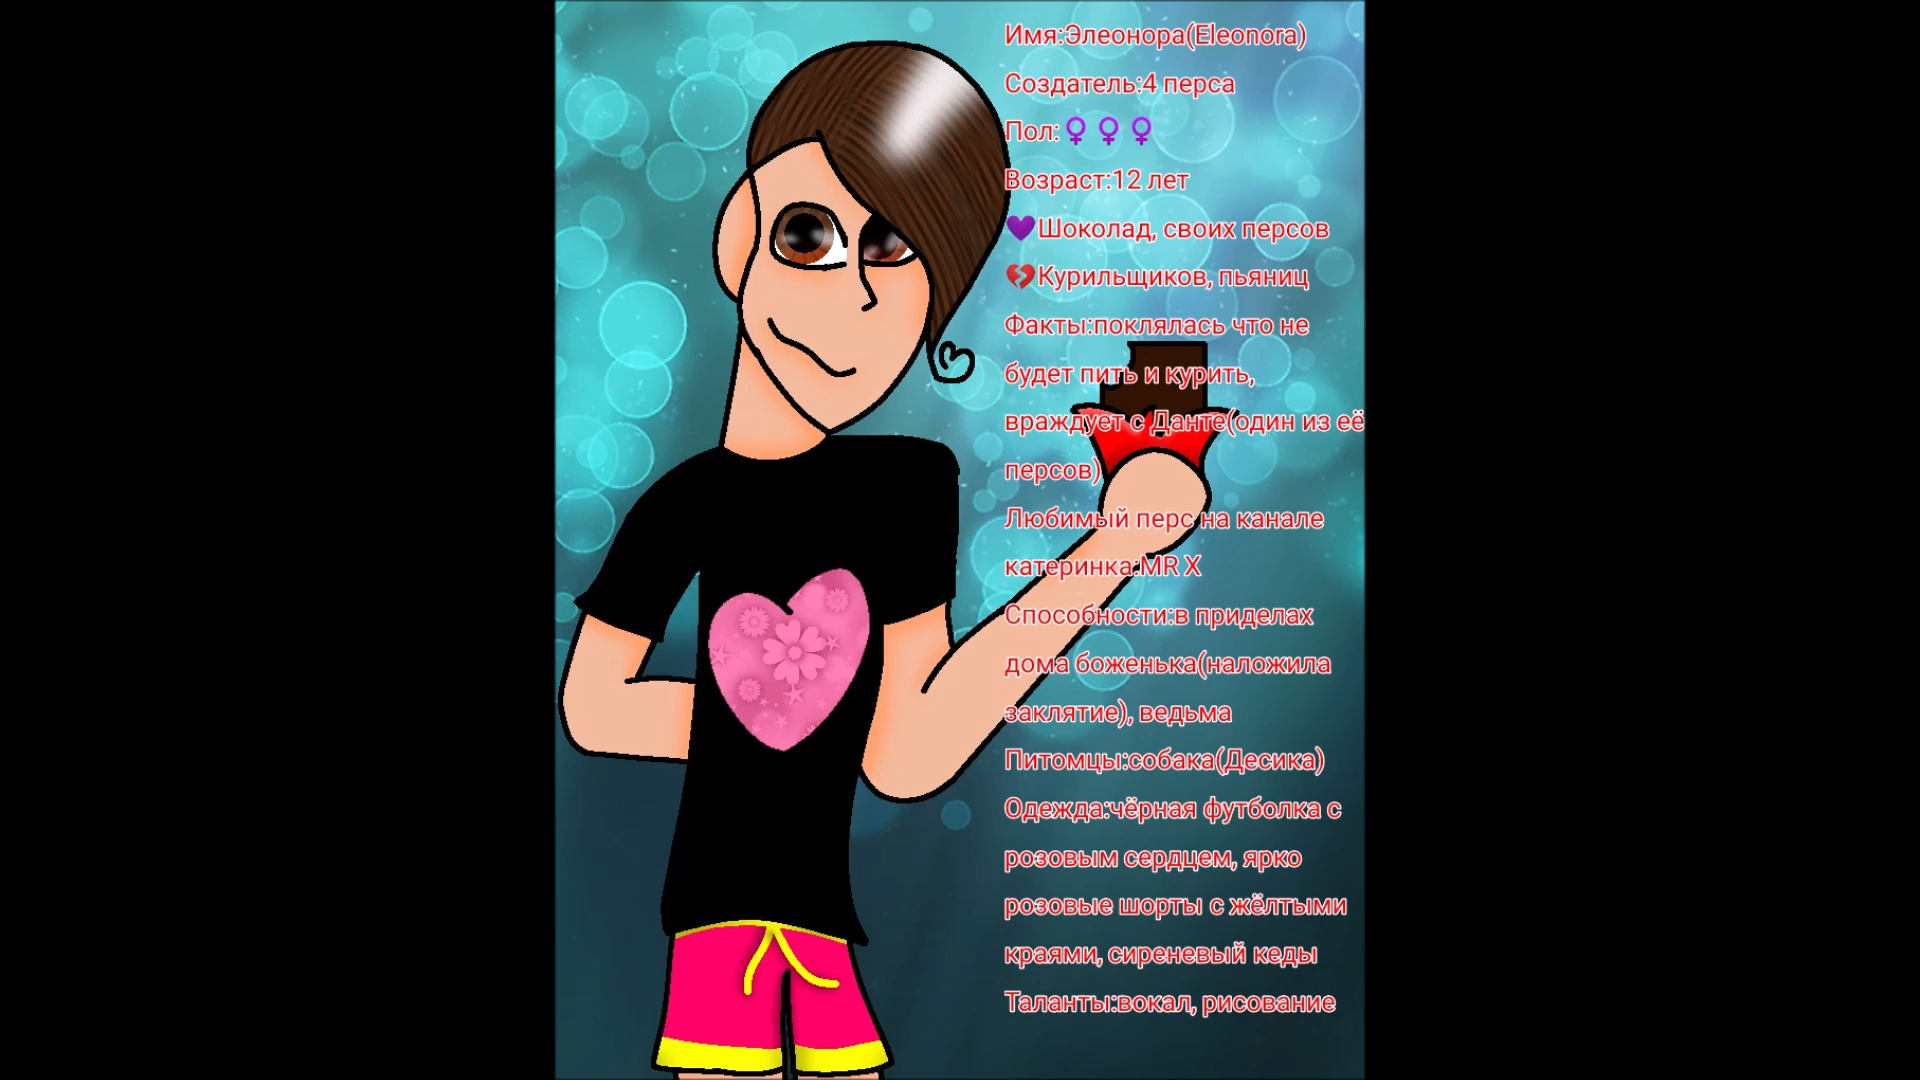 Имя:Элеонора(Eleonora)
Создатель:4 перса
Пол:♀♀♀
Возраст:12 лет
💜Шоколад, своих персов
💔Курильщиков, пьяниц
Факты:поклялась что не
будет пить и курить,
враждует с Данте(один из её
персов)
Любимый перс на канале
катеринка:MR X
Способности:в приделах
дома боженька(наложила
заклятие), ведьма
Питомцы:собака(Десика)
Одежда:чёрная футболка с
розовым сердцем, ярко
розовые шорты с жёлтыми
краями, сиреневый кеды
Таланты:вокал, рисование